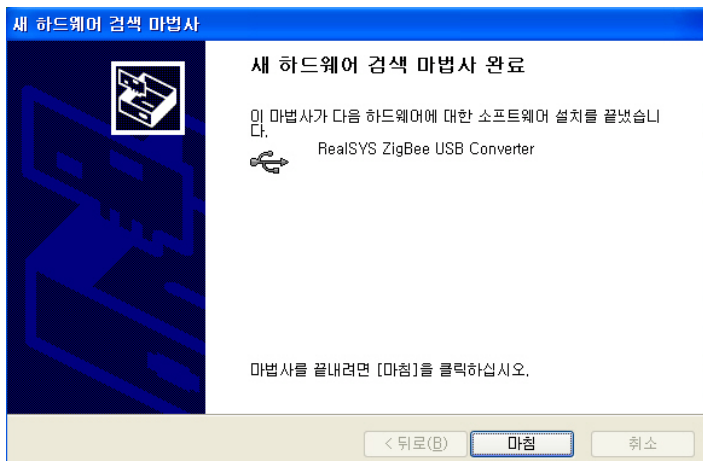 새 하드웨어 검색 마법사
새 하드웨어 검색 마법사 완료
이 마법사가 다음 하드웨어에 대한 소프트웨어 설치를 끝냈습니
다.
RealSYS ZigBee USB Converter
마법사를 끝내려면 [마침]을 클릭하십시오.
< 뒤로(B) 마침 취소